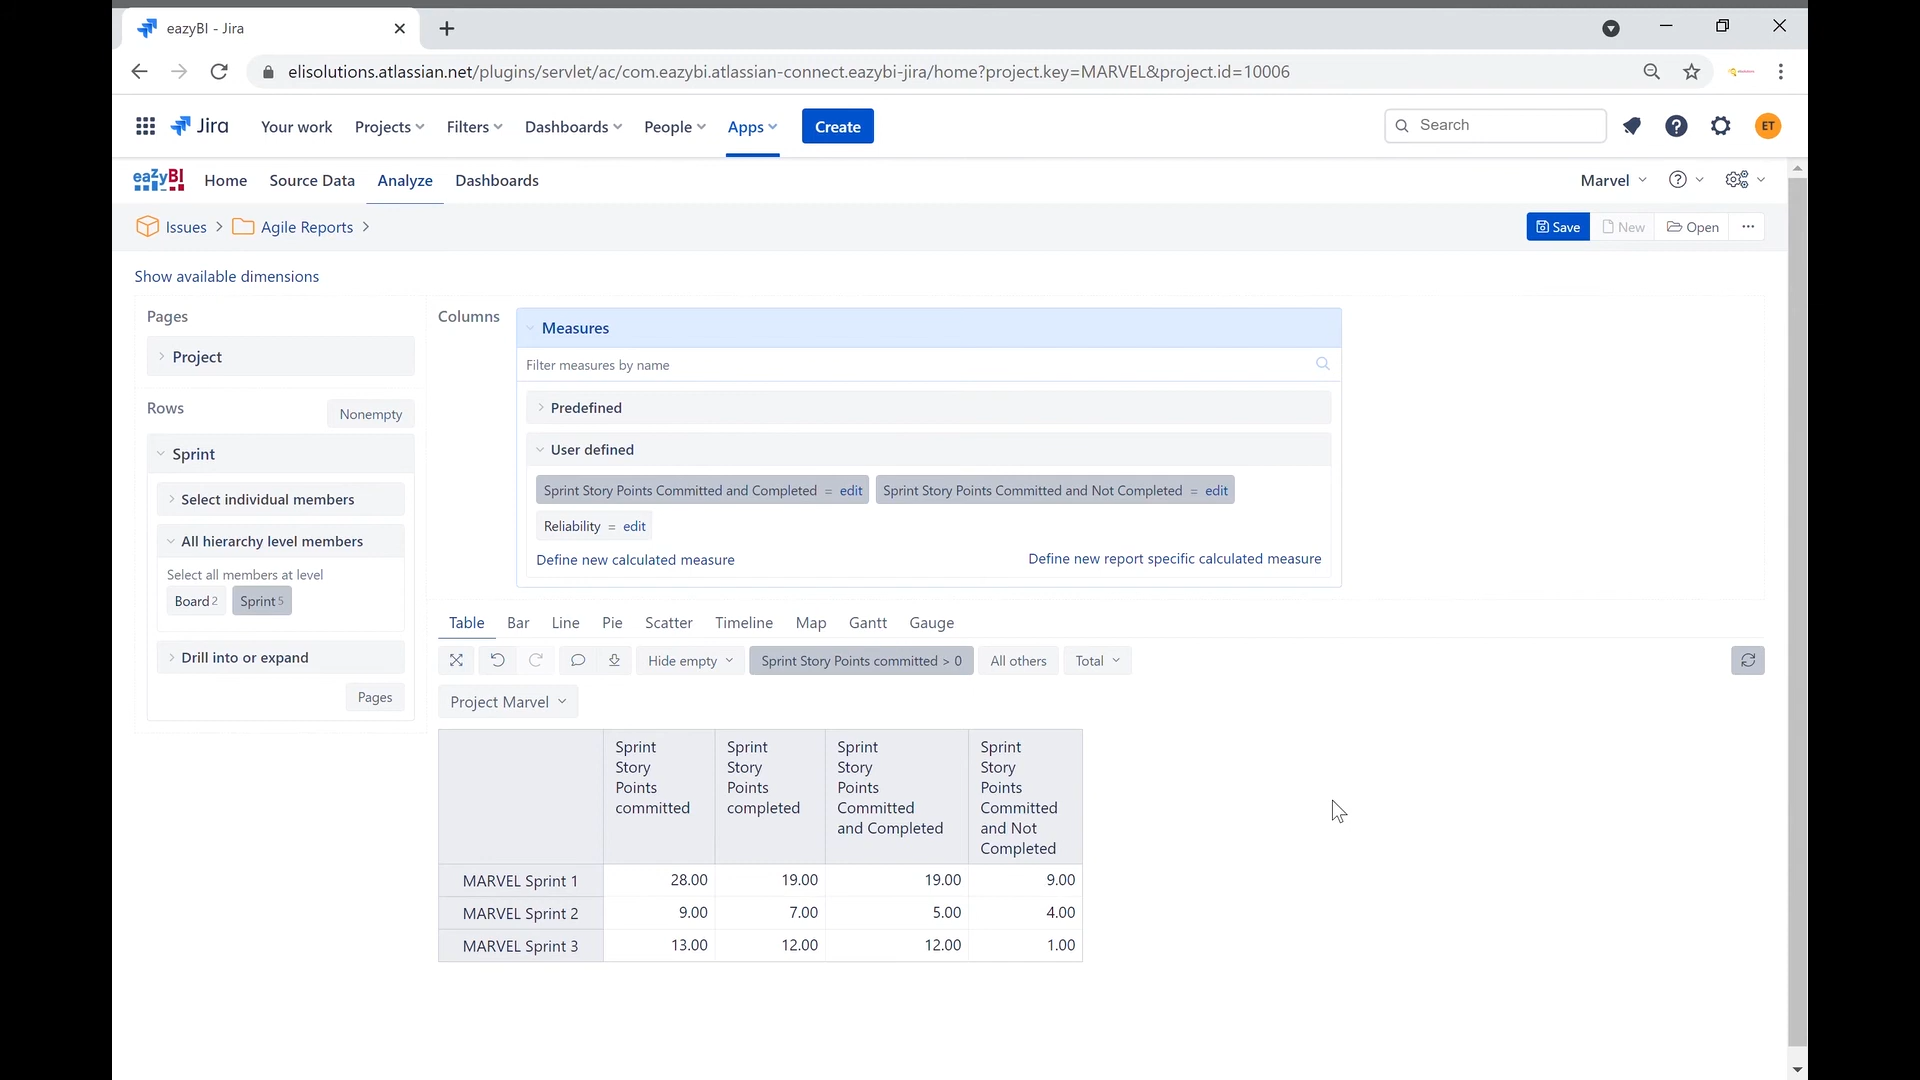 eazyBI - Jira
elisolutions.atlassian.net/plugins/servlet/ac/com.eazybi.atlassian-connect.eazybi-jira/home?project.key=MARVEL&project.id=10006
Jira Your work Projects Filters Dashboards People Apps Create Search ET
eazyBI Home Source Data Analyze Dashboards Marvel
Issues > Agile Reports > Save New Open ...
Show available dimensions
Pages
Project
Rows Nonempty
Sprint
Select individual members
All hierarchy level members
Select all members at level
Board 2 Sprint 5
Drill into or expand
Pages
Columns
Measures
Filter measures by name
Predefined
User defined
Sprint Story Points Committed and Completed = edit Sprint Story Points Committed and Not Completed = edit
Reliability = edit
Define new calculated measure Define new report specific calculated measure
Table Bar Line Pie Scatter Timeline Map Gantt Gauge
Hide empty Sprint Story Points committed > 0 All others Total
Project Marvel
Sprint
Story
Points
committed
Sprint
Story
Points
completed
Sprint
Story
Points
Committed
and Completed
Sprint
Story
Points
Committed
and Not
Completed
MARVEL Sprint 1 28.00 19.00 19.00 9.00
MARVEL Sprint 2 9.00 7.00 5.00 4.00
MARVEL Sprint 3 13.00 12.00 12.00 1.00